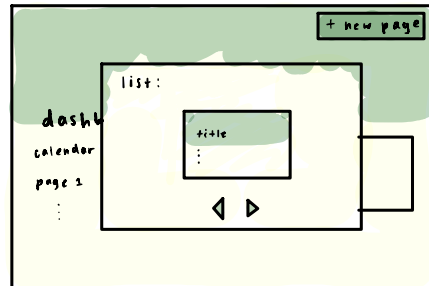 + new page
list:
title
dashb
calendar
page 1